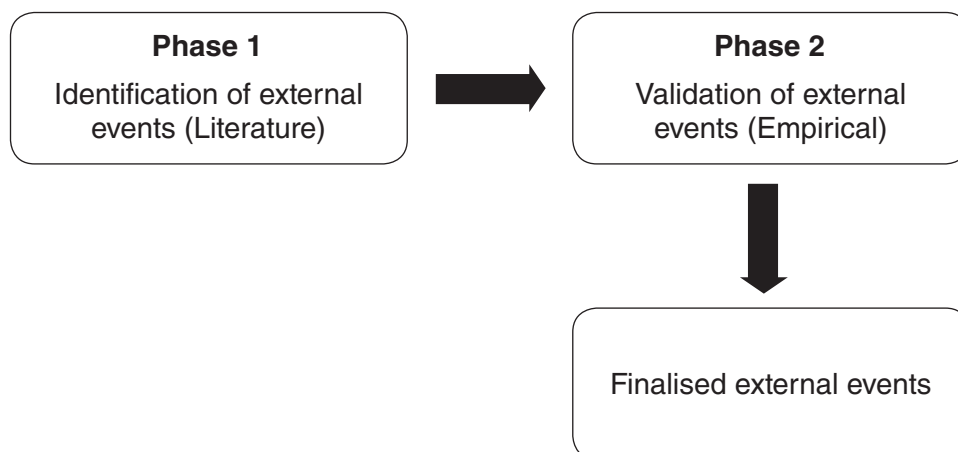 Phase 1
Identification of external
events (Literature)
Phase 2
Validation of external
events (Empirical)
Finalised external events